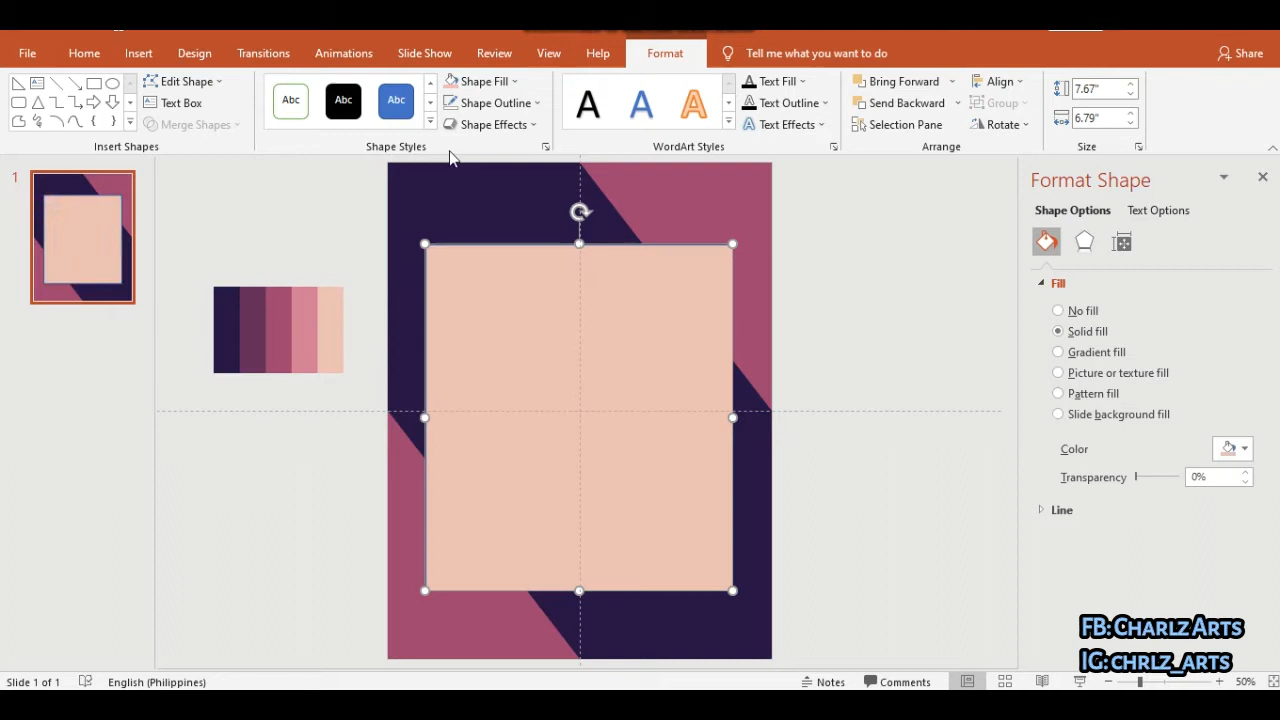 File Home Insert Design Transitions Animations Slide Show Review View Help Format Tell me what you want to do Share
Edit Shape Abc Abc Abc Shape Fill A A A Text Fill Bring Forward Align 7.67"
Text Box Shape Outline Text Outline Send Backward Group
Merge Shapes Shape Effects Text Effects Selection Pane Rotate 6.79"
Insert Shapes Shape Styles WordArt Styles Arrange Size
1
Format Shape
Shape Options Text Options
Fill
No fill
Solid fill
Gradient fill
Picture or texture fill
Pattern fill
Slide background fill
Color
Transparency 0%
Line
FB: Charlz Arts
IG: chrlz_arts
Slide 1 of 1 English (Philippines) Notes Comments 50%